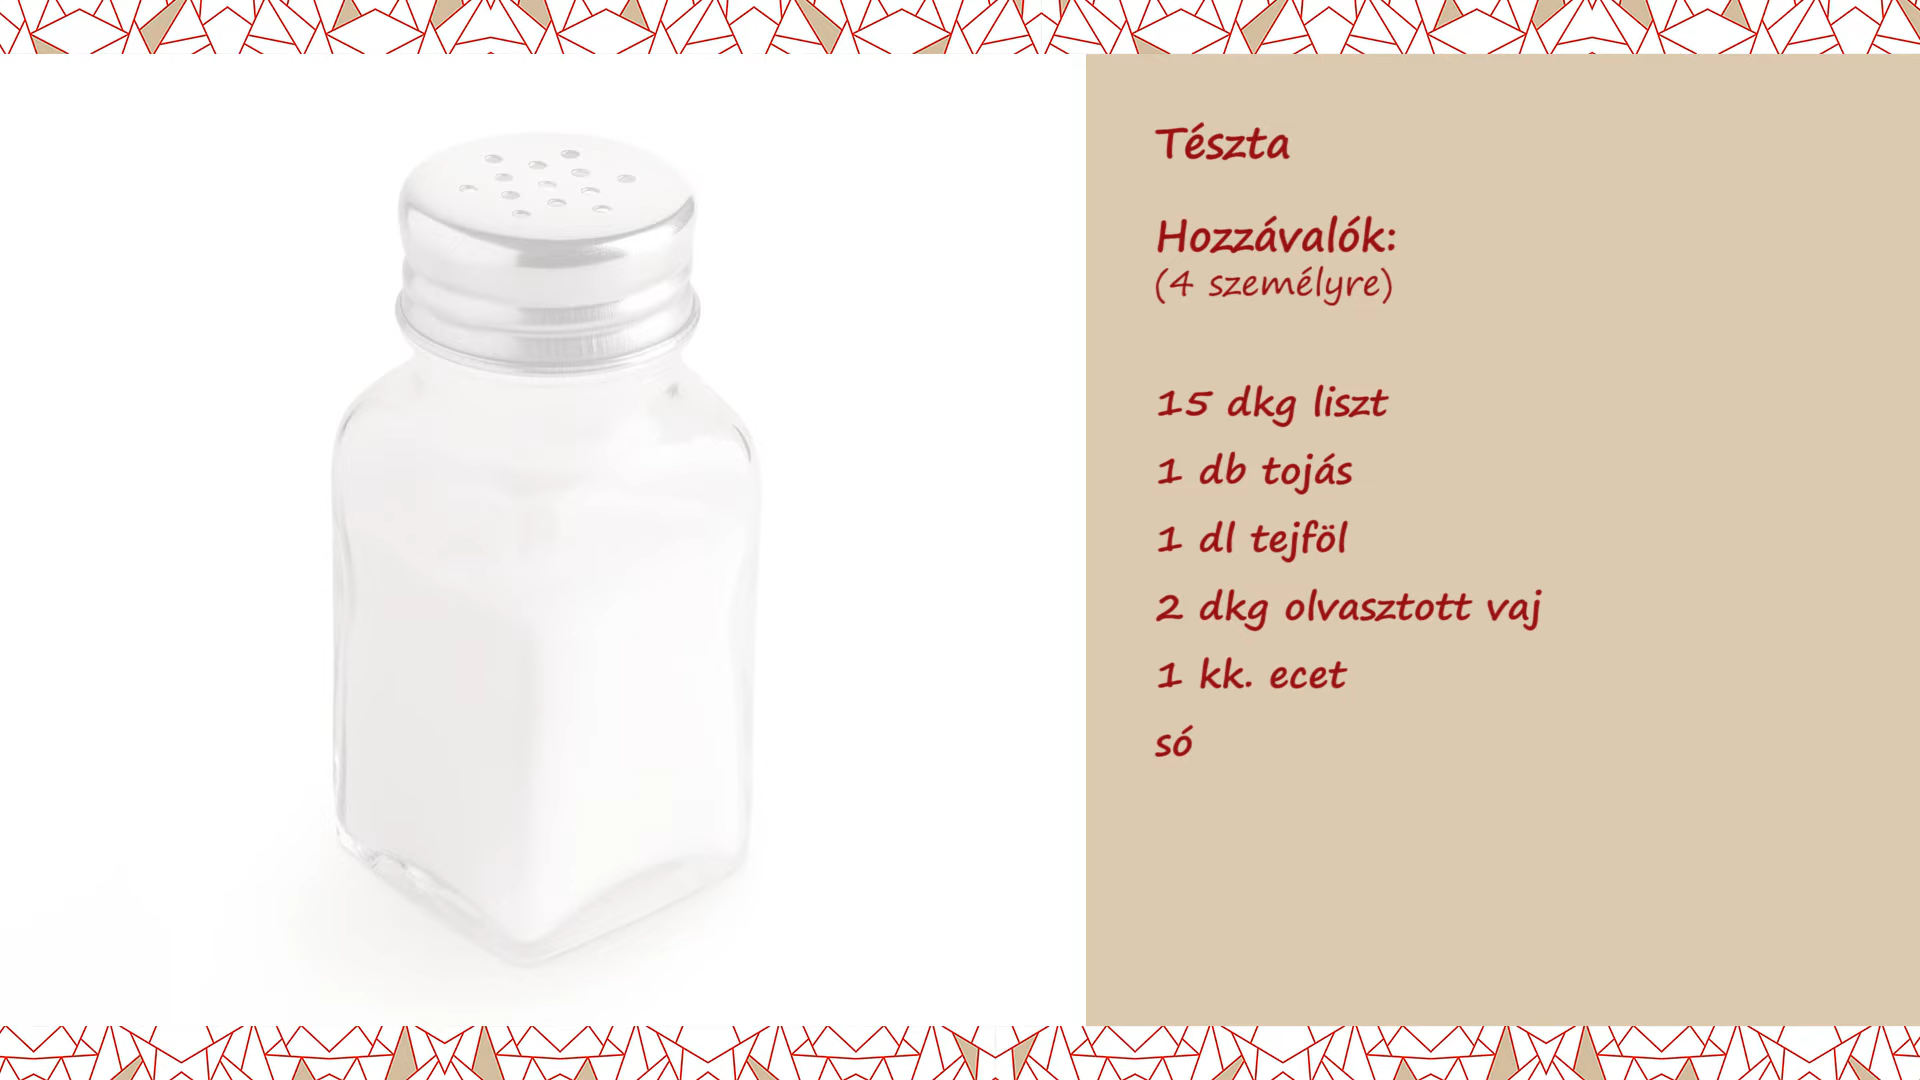 Tészta
Hozzávalók:
(4 személyre)
15 dkg liszt
1 db tojás
1 dl tejföl
2 dkg olvasztott vaj
1 kk. ecet
só